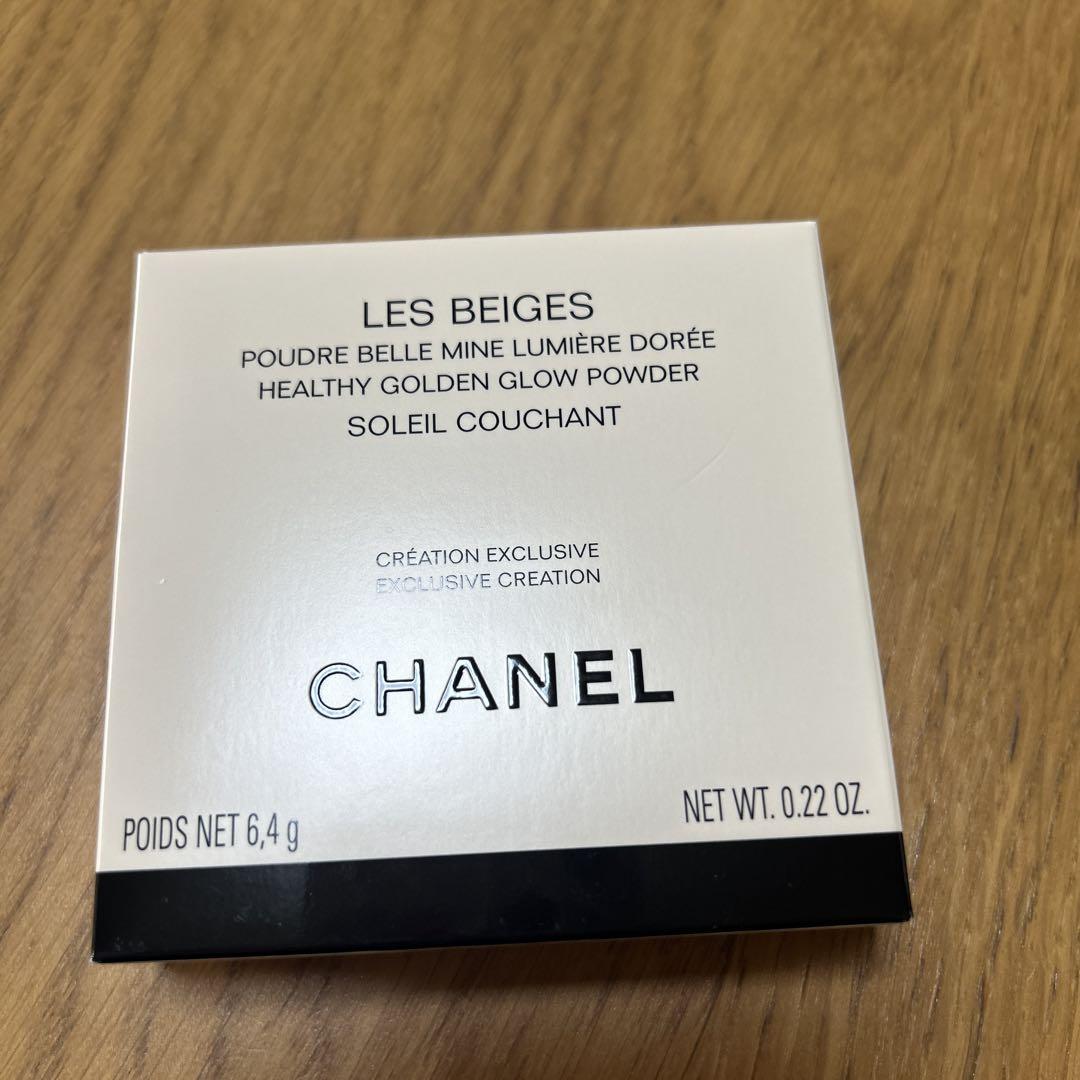 LES BEIGES
POUDRE BELLE MINE LUMIÈRE DORÉE
HEALTHY GOLDEN GLOW POWDER
SOLEIL COUCHANT
CRÉATION EXCLUSIVE
EXCLUSIVE CREATION
CHANEL
POIDS NET 6,4 g
NET WT. 0.22 OZ.